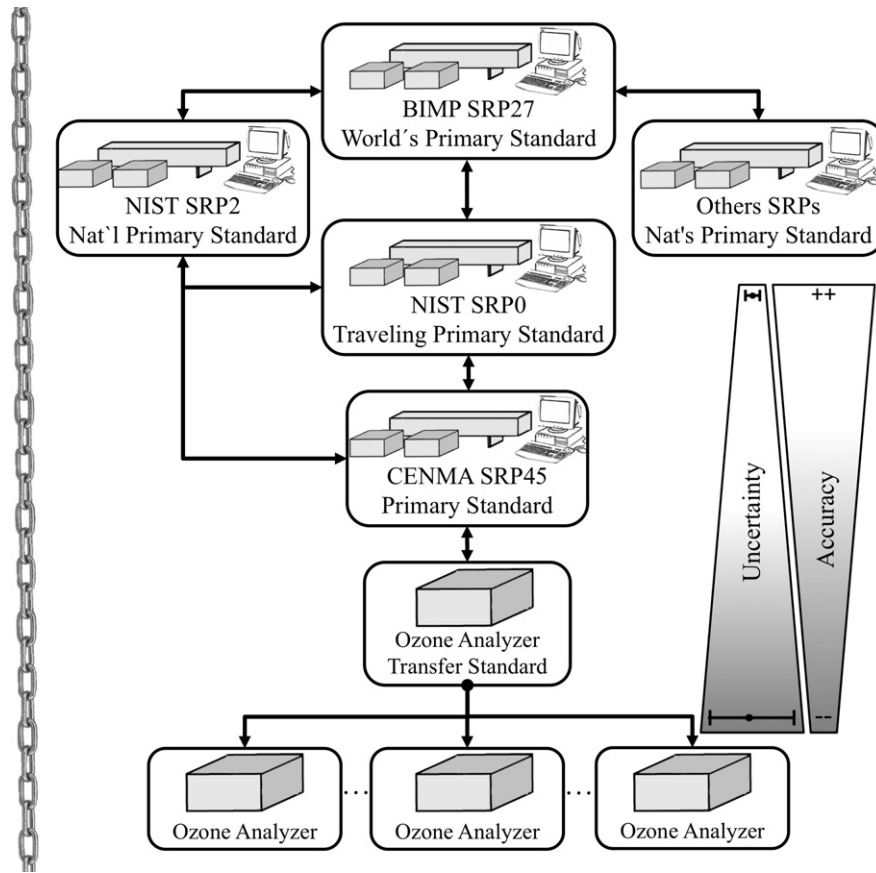 BIMP SRP27
World´s Primary Standard
NIST SRP2
Nat`l Primary Standard
Others SRPs
Nat's Primary Standard
NIST SRP0
Traveling Primary Standard
++
CENMA SRP45
Primary Standard
Uncertainty
Accuracy
Ozone Analyzer
Transfer Standard
--
Ozone Analyzer
...
Ozone Analyzer
...
Ozone Analyzer